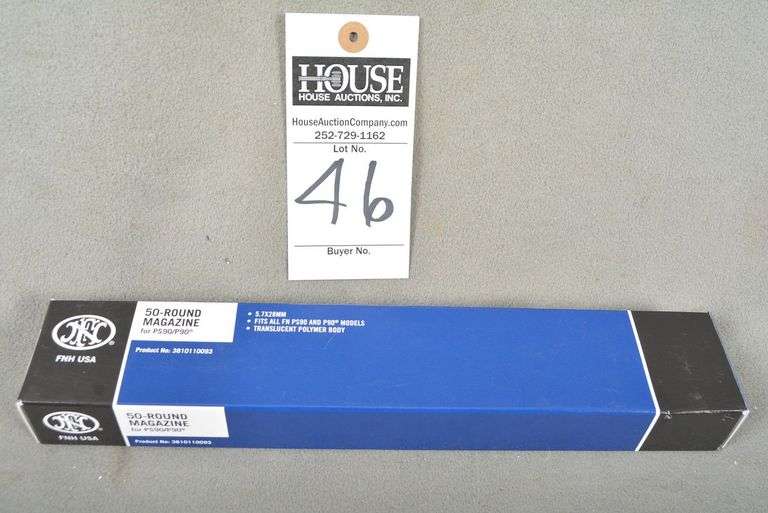 HOUSE
HOUSE AUCTIONS, INC.
HouseAuctionCompany.com
252-729-1162
Lot No.
46
Buyer No.
FN
FNH USA
50-ROUND
MAGAZINE
for PS90/P90®
Product No: 3810110093
• 5.7X28MM
• FITS ALL FN PS90 AND P90® MODELS
• TRANSLUCENT POLYMER BODY
FN
FNH USA
50-ROUND
MAGAZINE
for PS90/P90®
Product No: 3810110093